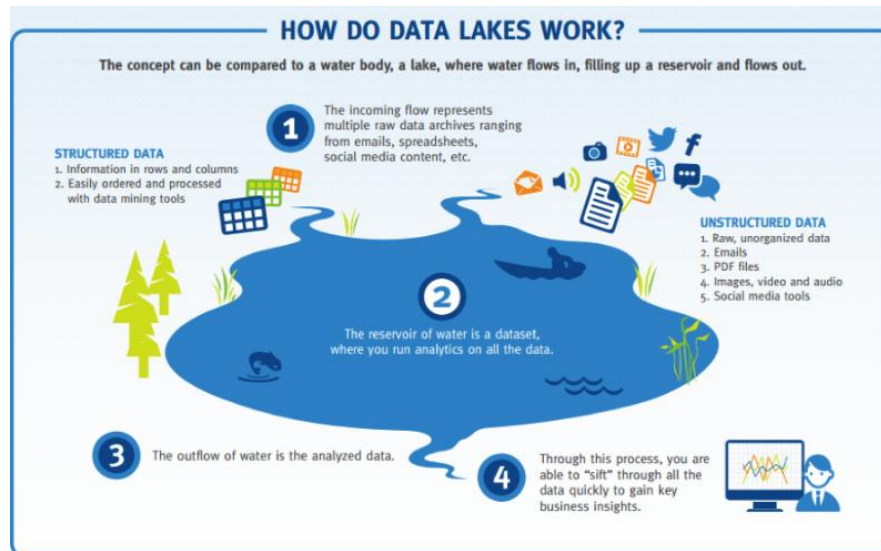 HOW DO DATA LAKES WORK?
The concept can be compared to a water body, a lake, where water flows in, filling up a reservoir and flows out.
1
The incoming flow represents
multiple raw data archives ranging
from emails, spreadsheets,
social media content, etc.
STRUCTURED DATA
1. Information in rows and columns
2. Easily ordered and processed
with data mining tools
UNSTRUCTURED DATA
1. Raw, unorganized data
2. Emails
3. PDF files
4. Images, video and audio
5. Social media tools
2
The reservoir of water is a dataset,
where you run analytics on all the data.
3
The outflow of water is the analyzed data.
4
Through this process, you are
able to “sift” through all the
data quickly to gain key
business insights.